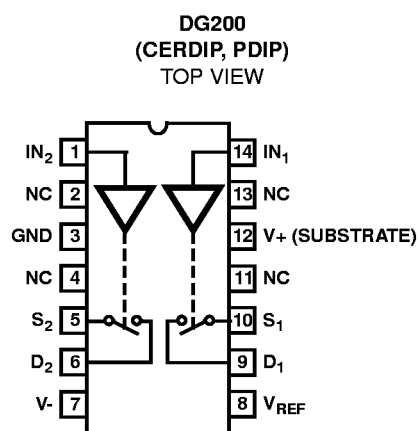 DG200
(CERDIP, PDIP)
TOP VIEW
IN2 1 14 IN1
NC 2 13 NC
GND 3 12 V+ (SUBSTRATE)
NC 4 11 NC
S2 5 10 S1
D2 6 9 D1
V- 7 8 VREF